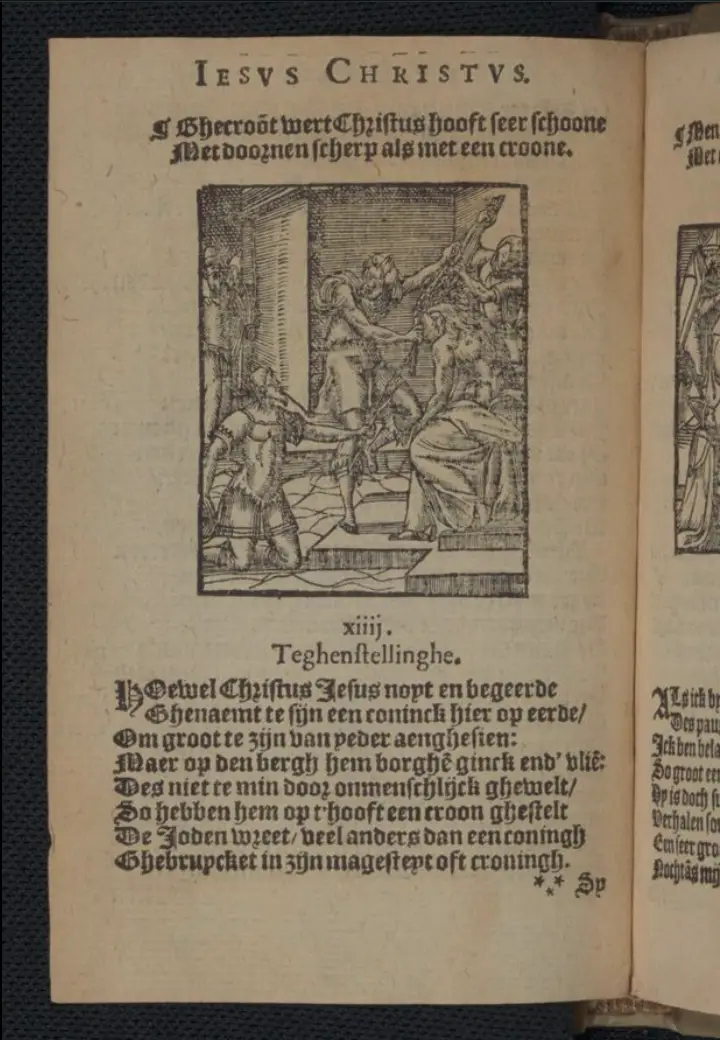 IESVS CHRISTVS.
¶ Ghecroōt wert Christus hooft seer schoone
Met doornen scherp als met een croone.
xiiij.
Teghenstellinghe.
HOewel Christus Jesus noyt en begeerde
Ghenaemt te sijn een coninck hier op eerde/
Om groot te zijn van yeder aenghesien:
Maer op den bergh hem borghē ginck end' vliē:
Des niet te min door onmenschlijck ghewelt/
So hebben hem op t'hooft een croon ghestelt
De Joden wreet/ veel anders dan een coningh
Ghebruycket in zijn magesteyt oft croningh.
*⁎* Sy
¶ Men
Met
ALs ick
Des pau
Ick ben bela
So groot ee
Hy is doch
Verhalen
Een seer gro
Nochtās mij